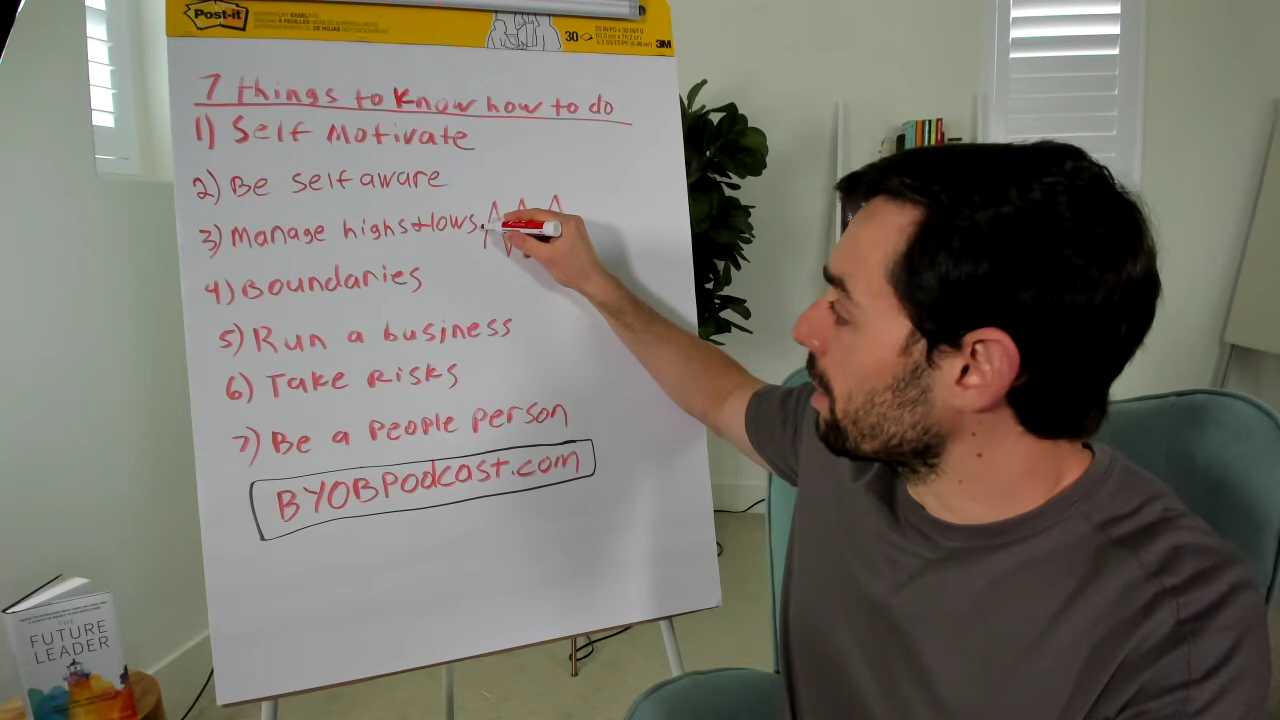 Post-it
30
3M
7 things to know how to do
1) Self Motivate
2) Be self aware
3) Manage highs+lows
4) Boundaries
5) Run a business
6) Take Risks
7) Be a people person
BYOBPodcast.com
THE
FUTURE
LEADER